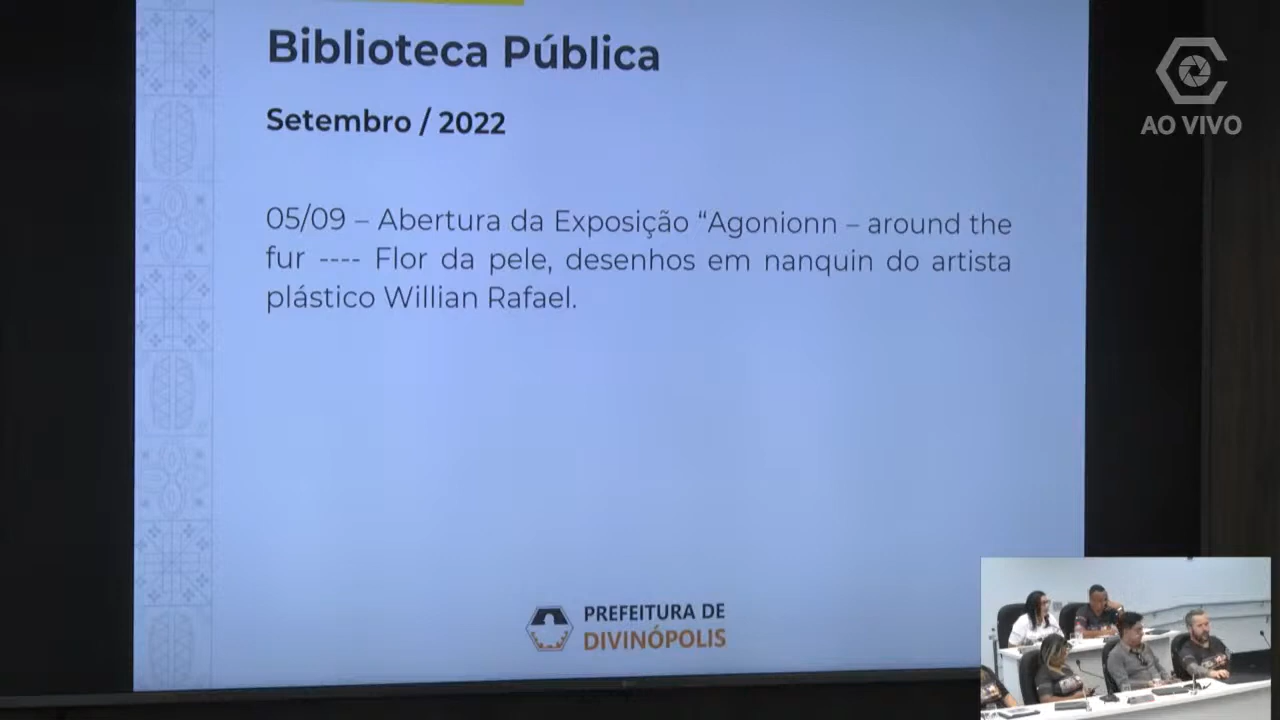 Biblioteca Pública
AO VIVO
Setembro / 2022
05/09 – Abertura da Exposição “Agonionn – around the
fur ---- Flor da pele, desenhos em nanquin do artista
plástico Willian Rafael.
PREFEITURA DE
DIVINÓPOLIS